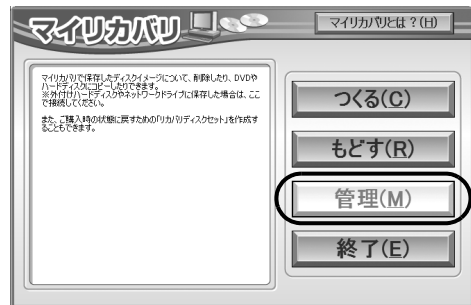 マイリカバリ
マイリカバリとは？(H)
マイリカバリで保存したディスクイメージについて、削除したり、DVDや
ハードディスクにコピーしたりできます。
※外付けハードディスクやネットワークドライブに保存した場合は、ここ
で接続してください。
また、ご購入時の状態に戻すための「リカバリディスクセット」を作成す
ることもできます。
つくる(C)
もどす(R)
管理(M)
終了(E)